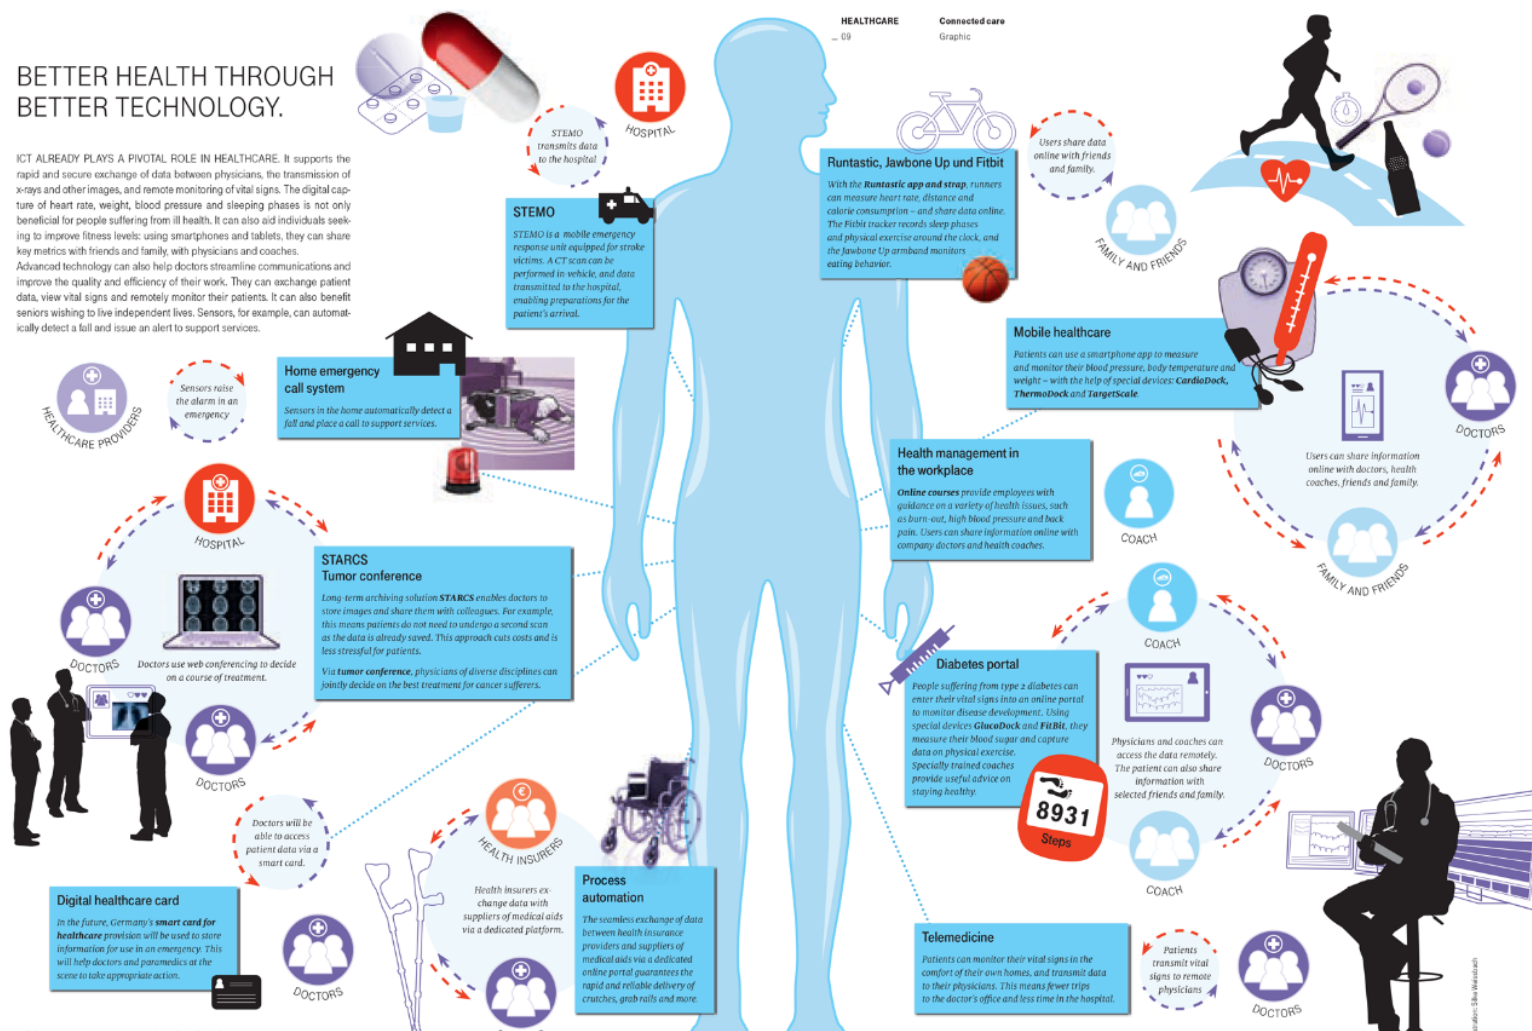 HEALTHCARE
_ 09
Connected care
Graphic
BETTER HEALTH THROUGH
BETTER TECHNOLOGY.
ICT ALREADY PLAYS A PIVOTAL ROLE IN HEALTHCARE. It supports the
rapid and secure exchange of data between physicians, the transmission of
x-rays and other images, and remote monitoring of vital signs. The digital cap-
ture of heart rate, weight, blood pressure and sleeping phases is not only
beneficial for people suffering from ill health. It can also aid individuals seek-
ing to improve fitness levels: using smartphones and tablets, they can share
key metrics with friends and family, with physicians and coaches.
Advanced technology can also help doctors streamline communications and
improve the quality and efficiency of their work. They can exchange patient
data, view vital signs and remotely monitor their patients. It can also benefit
seniors wishing to live independent lives. Sensors, for example, can automat-
ically detect a fall and issue an alert to support services.
STEMO
transmits data
to the hospital
HOSPITAL
STEMO
STEMO is a mobile emergency
response unit equipped for stroke
victims. A CT scan can be
performed in-vehicle, and data
transmitted to the hospital,
enabling preparations for the
patient's arrival.
Runtastic, Jawbone Up und Fitbit
With the Runtastic app and strap, runners
can measure heart rate, distance and
calorie consumption – and share data online.
The Fitbit tracker records sleep phases
and physical exercise around the clock, and
the Jawbone Up armband monitors
eating behavior.
Users share data
online with friends
and family.
FAMILY AND FRIENDS
Mobile healthcare
Patients can use a smartphone app to measure
and monitor their blood pressure, body temperature and
weight – with the help of special devices: CardioDock,
ThermoDock and TargetScale.
DOCTORS
Users can share information
online with doctors, health
coaches, friends and family.
FAMILY AND FRIENDS
HEALTHCARE PROVIDERS
Sensors raise
the alarm in an
emergency
Home emergency
call system
Sensors in the home automatically detect a
fall and place a call to support services.
Health management in
the workplace
Online courses provide employees with
guidance on a variety of health issues, such
as burn-out, high blood pressure and back
pain. Users can share information online with
company doctors and health coaches.
COACH
HOSPITAL
DOCTORS
Doctors use web conferencing to decide
on a course of treatment.
DOCTORS
STARCS
Tumor conference
Long-term archiving solution STARCS enables doctors to
store images and share them with colleagues. For example,
this means patients do not need to undergo a second scan
as the data is already saved. This approach cuts costs and is
less stressful for patients.
Via tumor conference, physicians of diverse disciplines can
jointly decide on the best treatment for cancer sufferers.
COACH
Diabetes portal
People suffering from type 2 diabetes can
enter their vital signs into an online portal
to monitor disease development. Using
special devices GlucoDock and FitBit, they
measure their blood sugar and capture
data on physical exercise.
Specially trained coaches
provide useful advice on
staying healthy.
8931
Steps
Physicians and coaches can
access the data remotely.
The patient can also share
information with
selected friends and family.
DOCTORS
COACH
Doctors will be
able to access
patient data via a
smart card.
Digital healthcare card
In the future, Germany's smart card for
healthcare provision will be used to store
information for use in an emergency. This
will help doctors and paramedics at the
scene to take appropriate action.
DOCTORS
€
HEALTH INSURERS
Health insurers ex-
change data with
suppliers of medical aids
via a dedicated platform.
Process
automation
The seamless exchange of data
between health insurance
providers and suppliers of
medical aids via a dedicated
online portal guarantees the
rapid and reliable delivery of
crutches, grab rails and more.
Telemedicine
Patients can monitor their vital signs in the
comfort of their own homes, and transmit data
to their physicians. This means fewer trips
to the doctor's office and less time in the hospital.
Patients
transmit vital
signs to remote
physicians
DOCTORS
Silke Weissbach